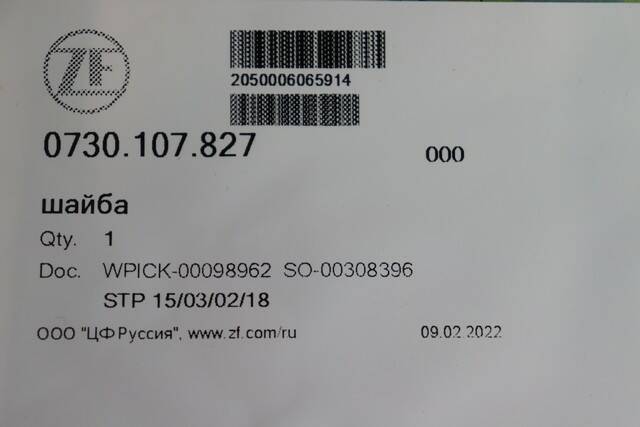 ZF
2050006065914
0730.107.827 000
шайба
Qty. 1
Doc. WPICK-00098962 SO-00308396
STP 15/03/02/18
ООО "ЦФ Руссия", www.zf.com/ru 09.02.2022